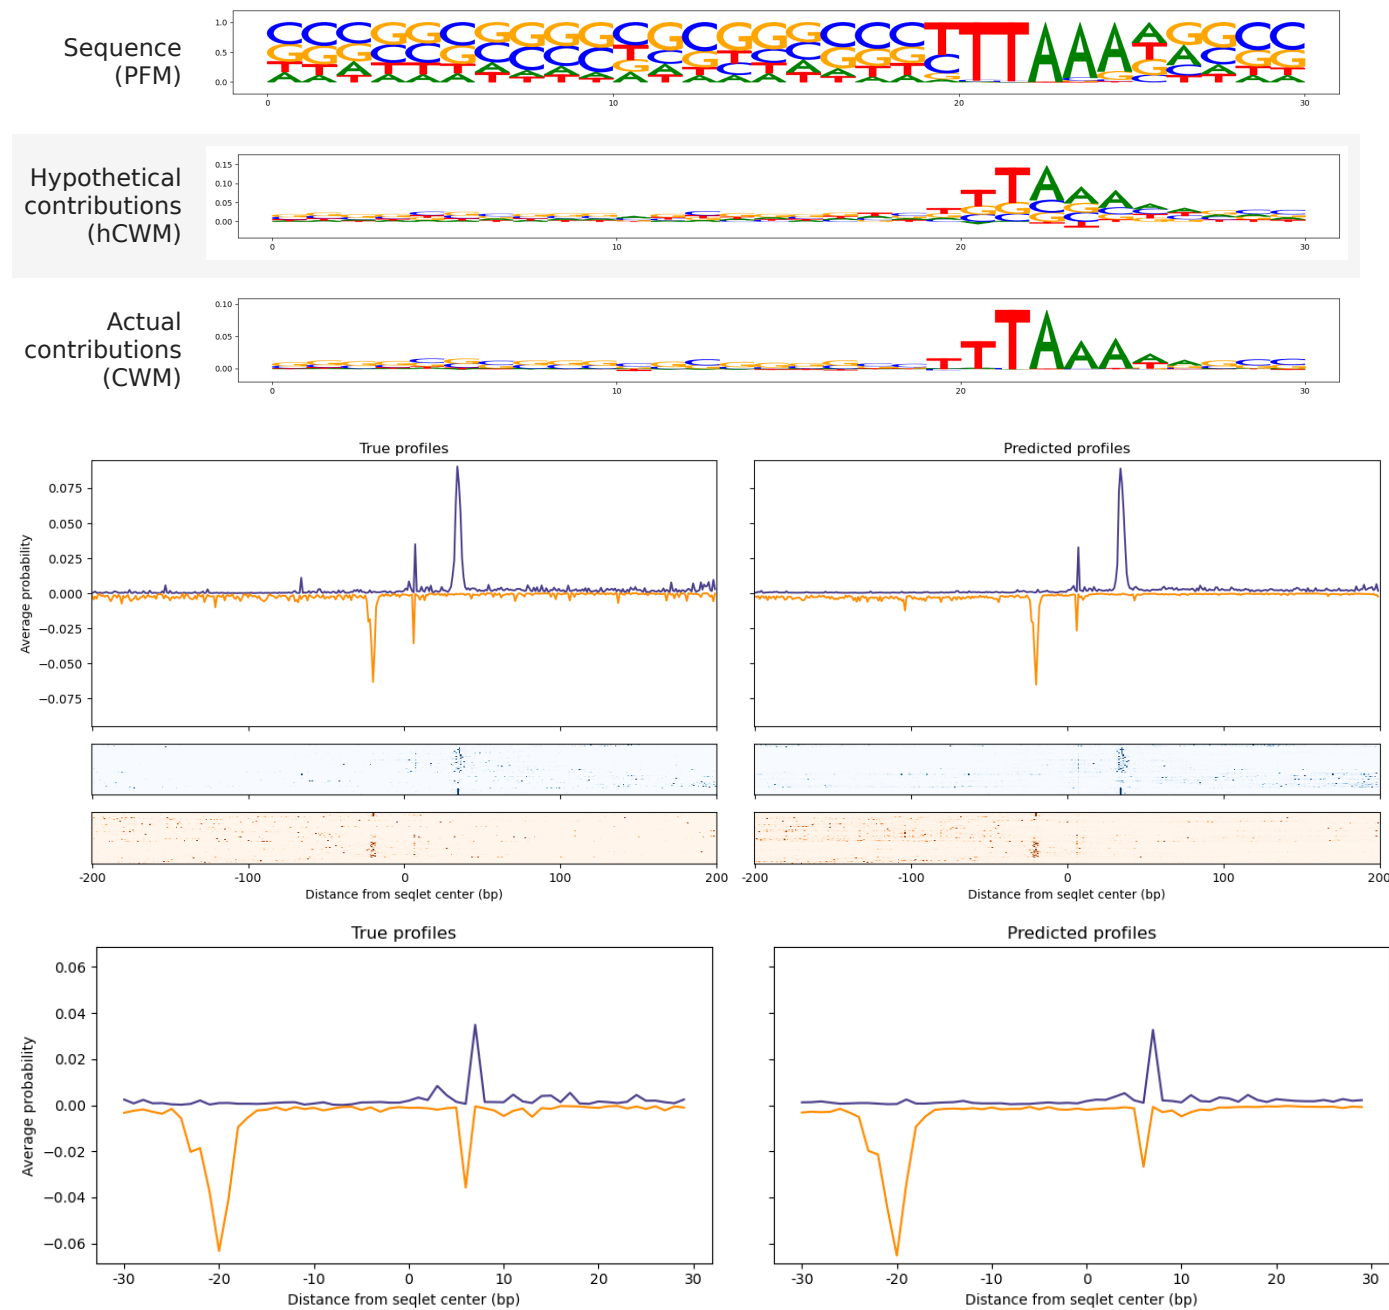 Sequence
(PFM)
1.0
0.5
0.0
0 10 20 30
Hypothetical
contributions
(hCWM)
0.15
0.10
0.05
0.00
0 10 20 30
Actual
contributions
(CWM)
0.10
0.05
0.00
0 10 20 30
True profiles
Predicted profiles
Average probability
0.075
0.050
0.025
0.000
−0.025
−0.050
−0.075
-200 -100 0 100 200
-200 -100 0 100 200
Distance from seqlet center (bp)
Distance from seqlet center (bp)
True profiles
Predicted profiles
Average probability
0.06
0.04
0.02
0.00
−0.02
−0.04
−0.06
-30 -20 -10 0 10 20 30
-30 -20 -10 0 10 20 30
Distance from seqlet center (bp)
Distance from seqlet center (bp)